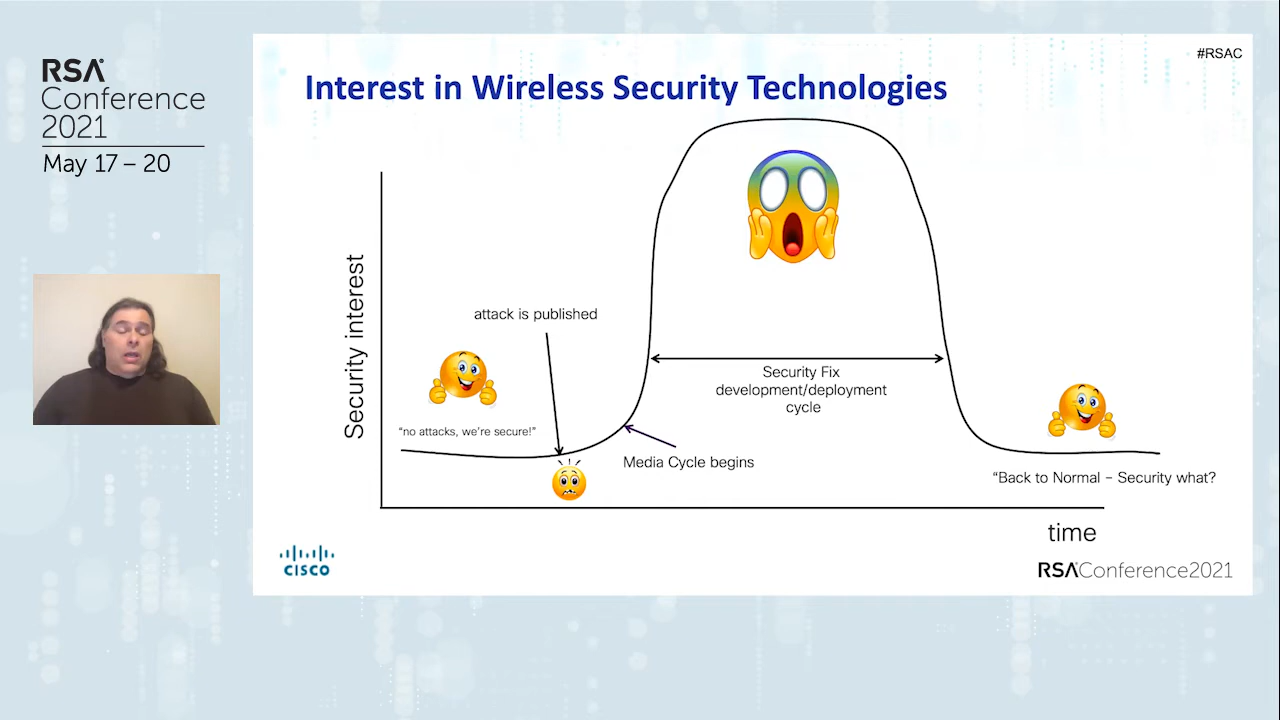 RSA
Conference
2021
May 17 – 20
#RSAC
Interest in Wireless Security Technologies
Security interest
attack is published
"no attacks, we're secure!"
Security Fix
development/deployment
cycle
Media Cycle begins
"Back to Normal – Security what?
time
CISCO
RSAConference2021